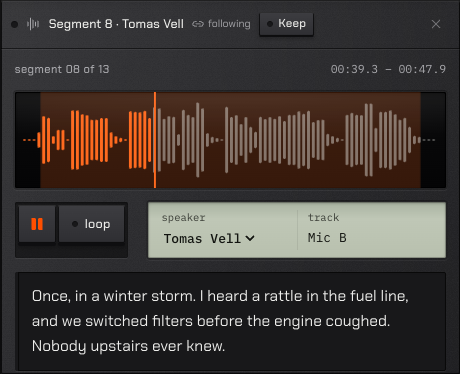 Segment 8 · Tomas Vell following Keep
segment 08 of 13 00:39.3 – 00:47.9
loop
speaker track
Tomas Vell Mic B
Once, in a winter storm. I heard a rattle in the fuel line,
and we switched filters before the engine coughed.
Nobody upstairs ever knew.